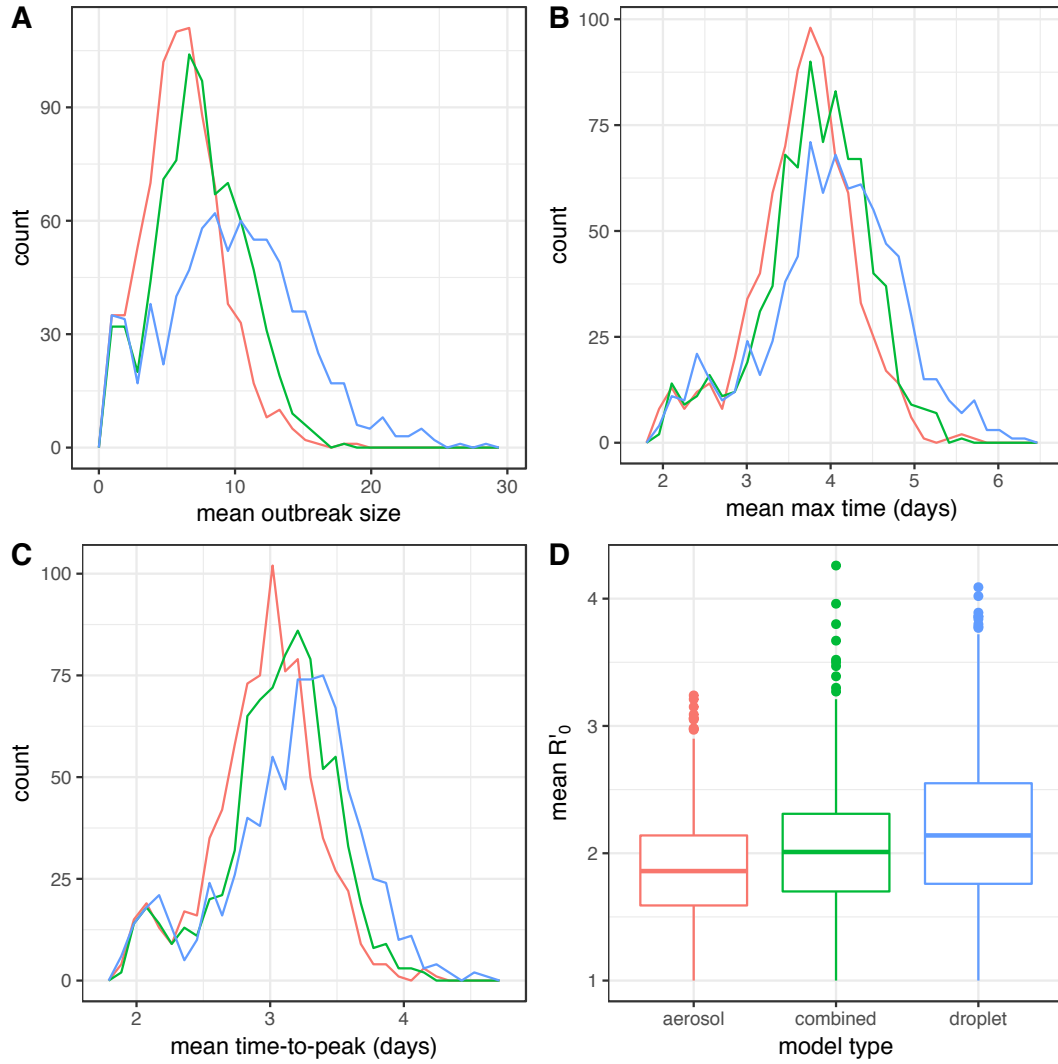 A
90
60
30
0
count
0
10
20
30
mean outbreak size
B
100
75
50
25
0
count
2
3
4
5
6
mean max time (days)
C
100
75
50
25
0
count
2
3
4
mean time-to-peak (days)
D
4
3
2
1
mean R'₀
aerosol
combined
droplet
model type